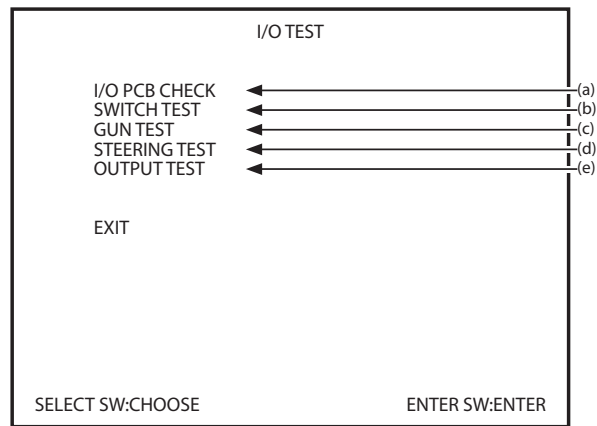 I/O TEST
I/O PCB CHECK (a)
SWITCH TEST (b)
GUN TEST (c)
STEERING TEST (d)
OUTPUT TEST (e)
EXIT
SELECT SW:CHOOSE ENTER SW:ENTER